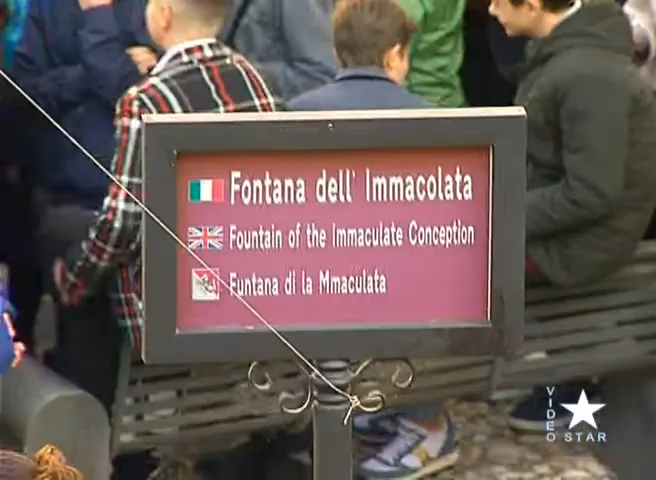 Fontana dell' Immacolata
Fountain of the Immaculate Conception
Funtana di la Mmaculata
VIDEO STAR